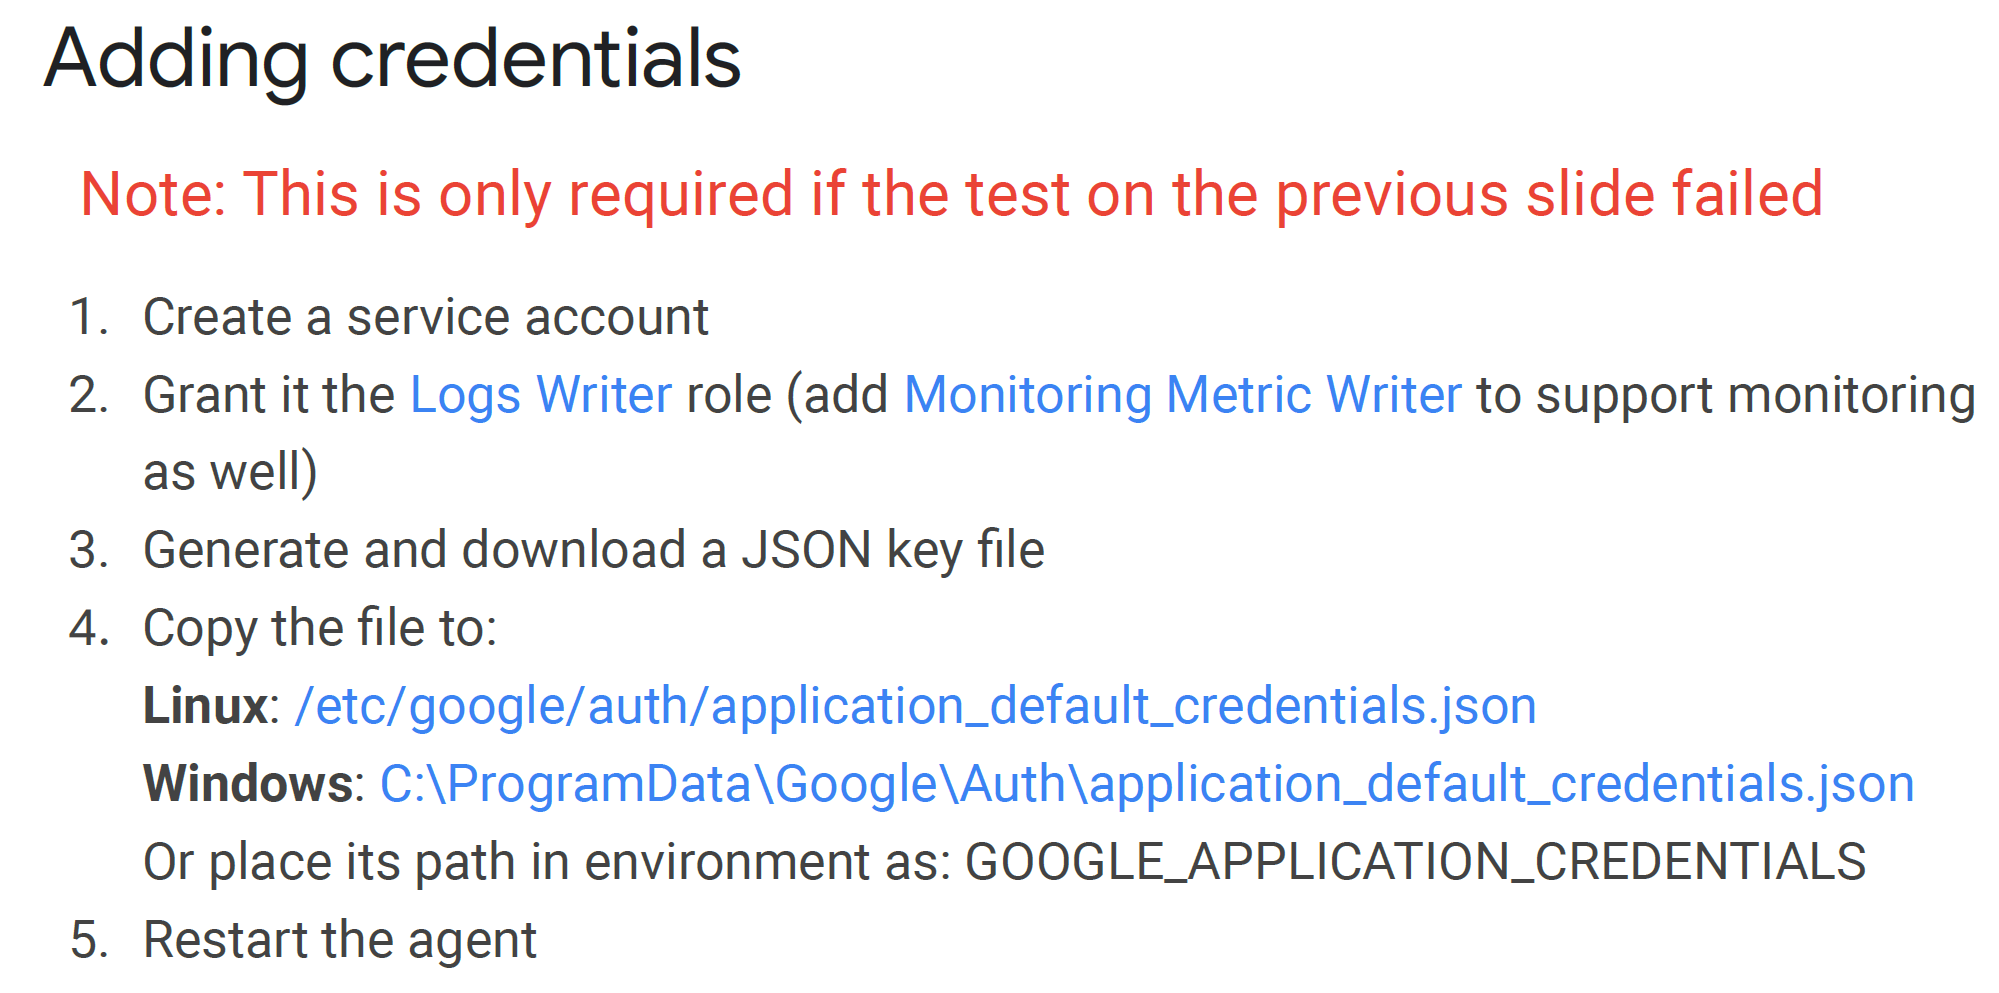 Adding credentials
Note: This is only required if the test on the previous slide failed
1. Create a service account
2. Grant it the Logs Writer role (add Monitoring Metric Writer to support monitoring
as well)
3. Generate and download a JSON key file
4. Copy the file to:
Linux: /etc/google/auth/application_default_credentials.json
Windows: C:\ProgramData\Google\Auth\application_default_credentials.json
Or place its path in environment as: GOOGLE_APPLICATION_CREDENTIALS
5. Restart the agent